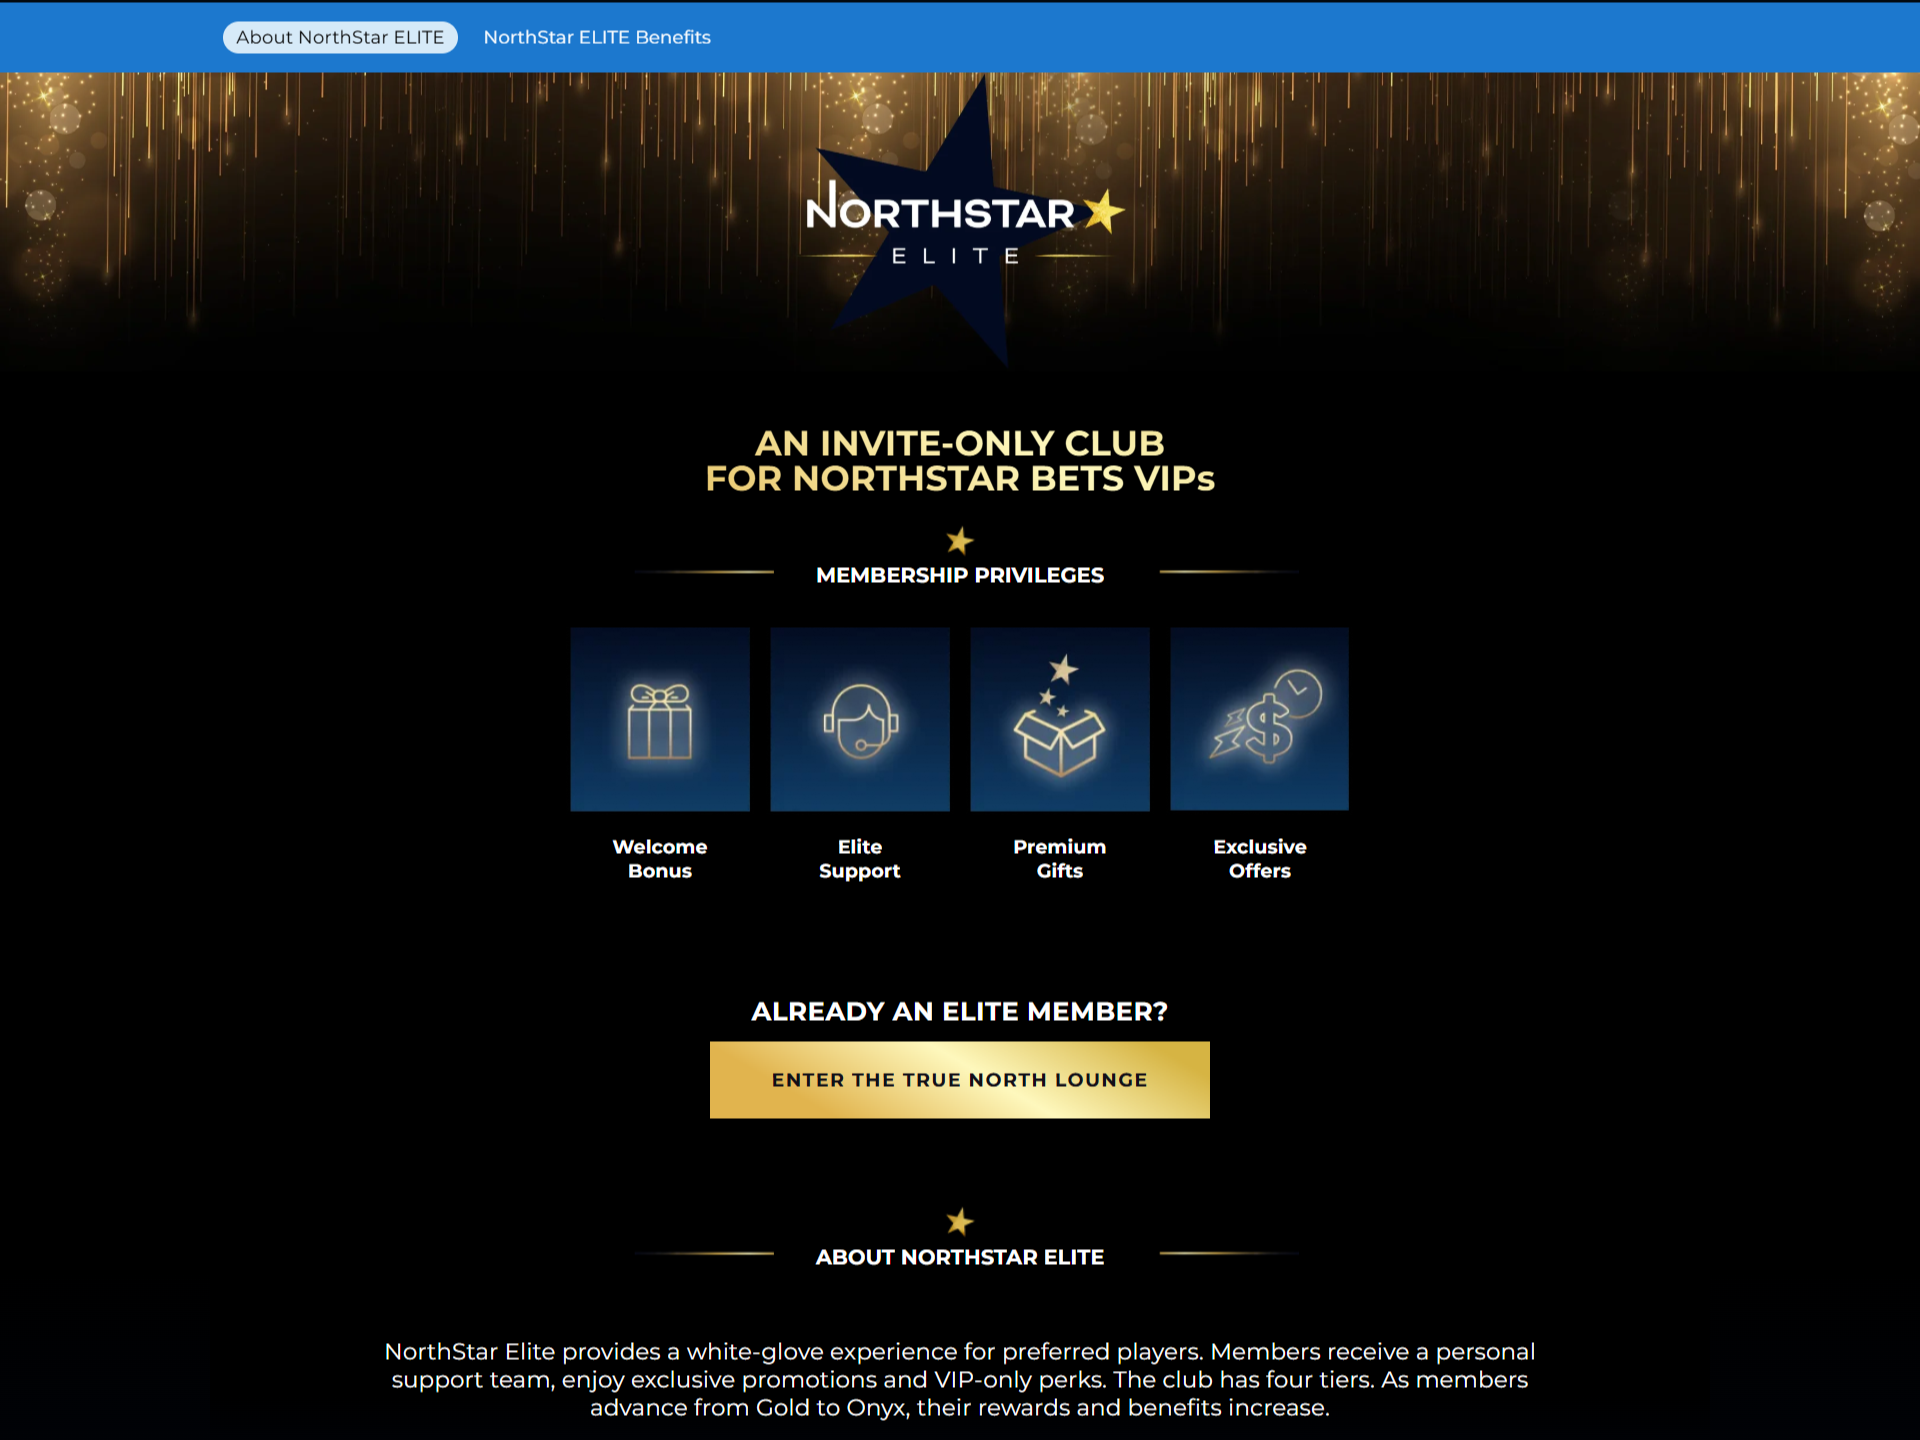 About NorthStar ELITE NorthStar ELITE Benefits
NORTHSTAR
ELITE
AN INVITE-ONLY CLUB
FOR NORTHSTAR BETS VIPs
MEMBERSHIP PRIVILEGES
Welcome
Bonus
Elite
Support
Premium
Gifts
Exclusive
Offers
ALREADY AN ELITE MEMBER?
ENTER THE TRUE NORTH LOUNGE
ABOUT NORTHSTAR ELITE
NorthStar Elite provides a white-glove experience for preferred players. Members receive a personal
support team, enjoy exclusive promotions and VIP-only perks. The club has four tiers. As members
advance from Gold to Onyx, their rewards and benefits increase.